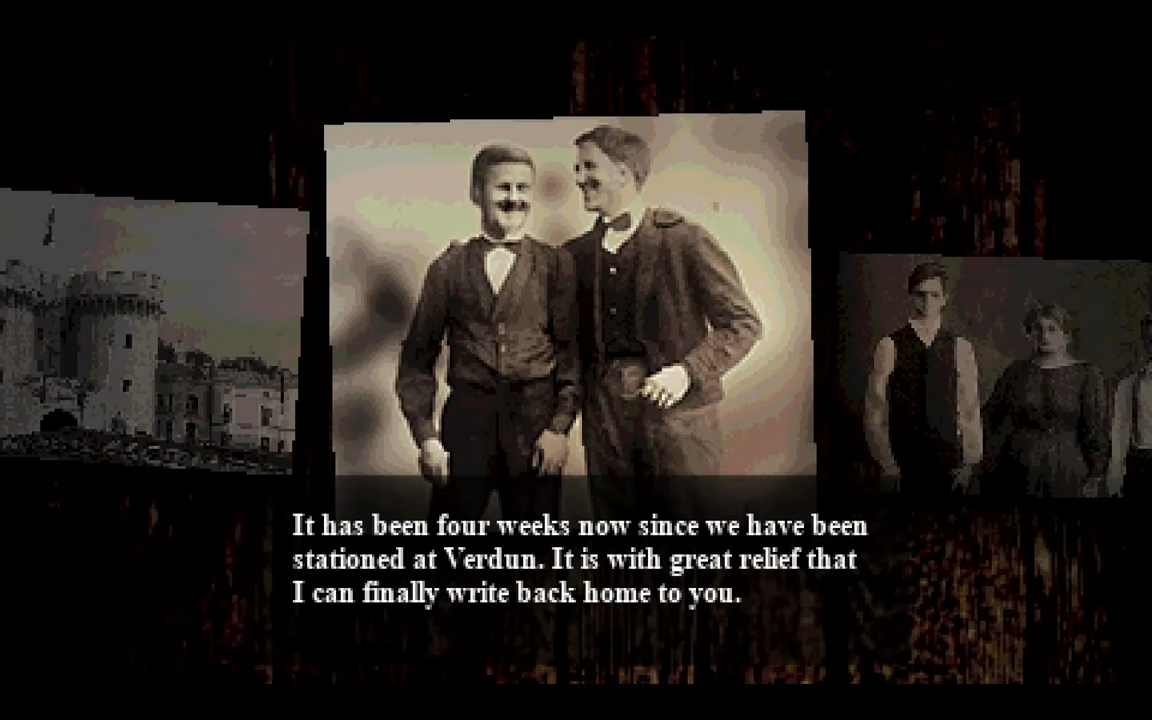 It has been four weeks now since we have been
stationed at Verdun. It is with great relief that
I can finally write back home to you.